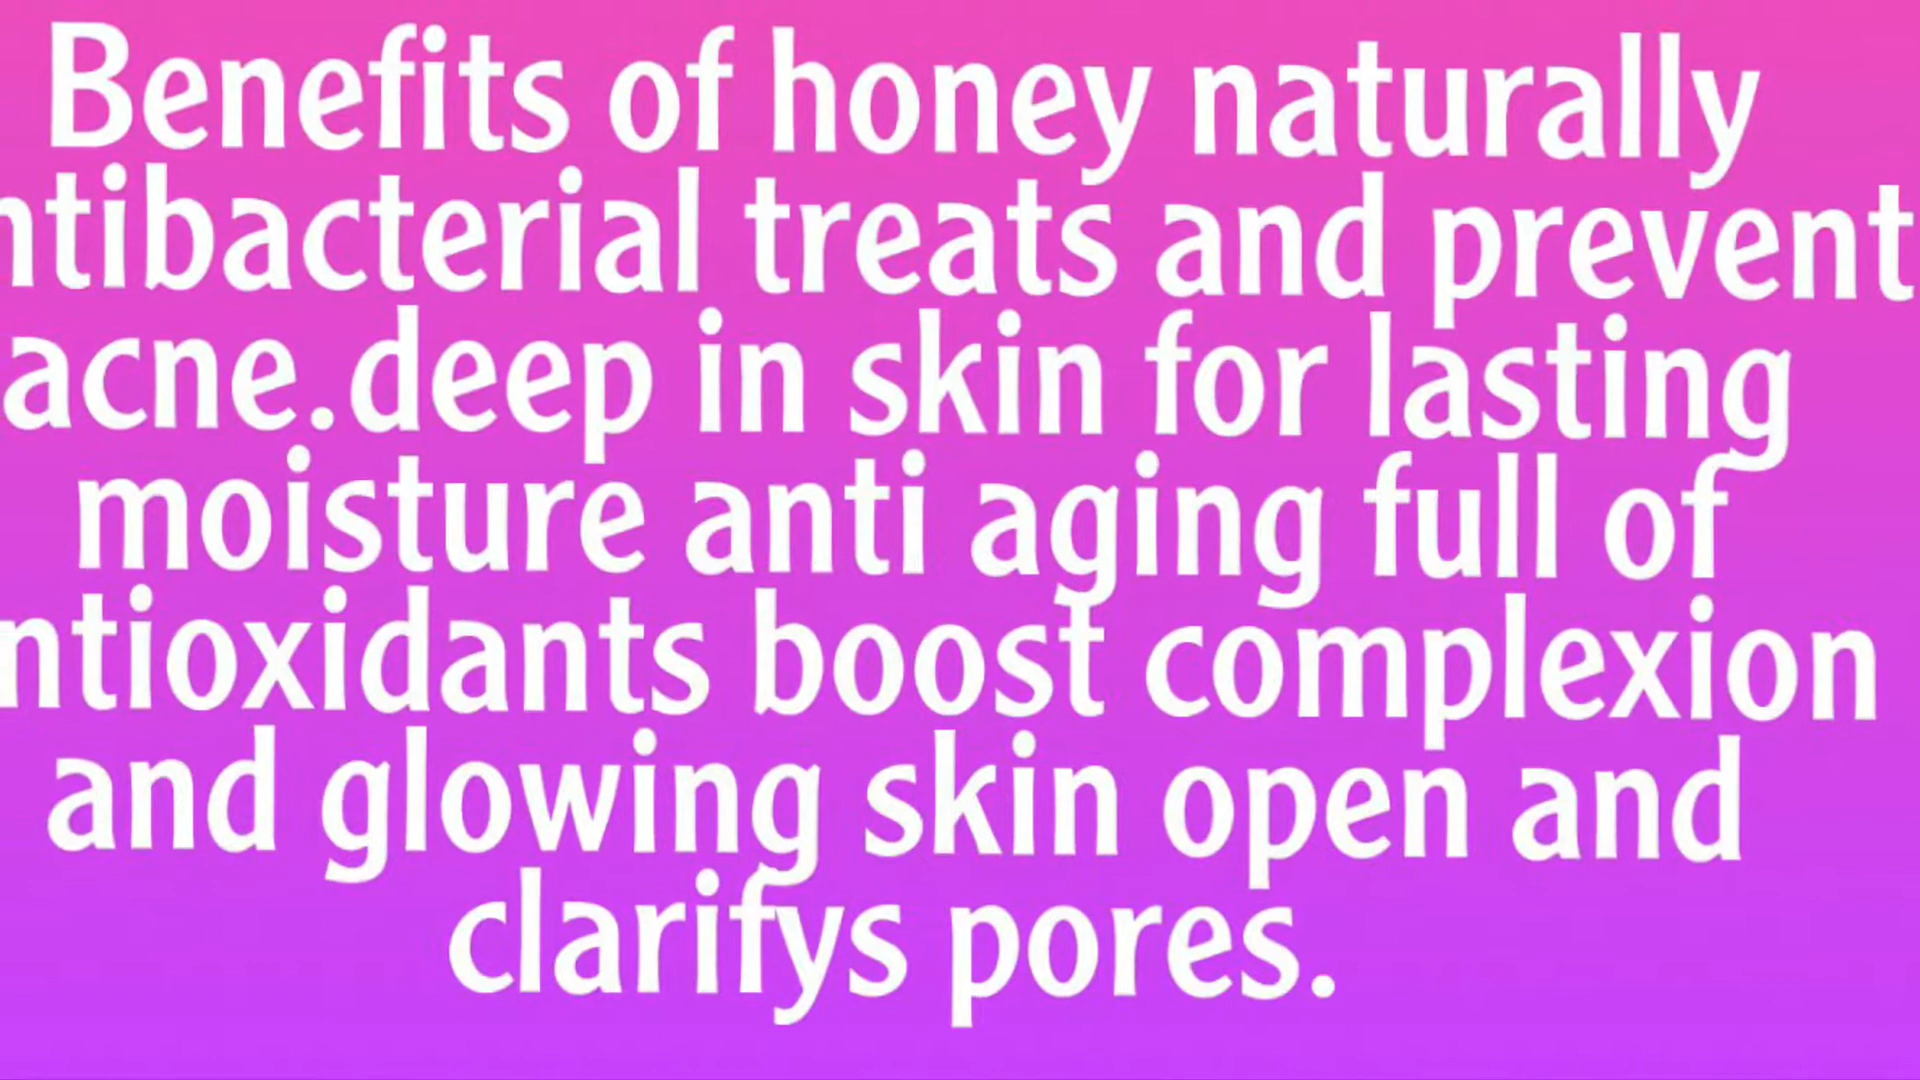 Benefits of honey naturally
ntibacterial treats and prevent
acne.deep in skin for lasting
moisture anti aging full of
ntioxidants boost complexion
and glowing skin open and
clarifys pores.